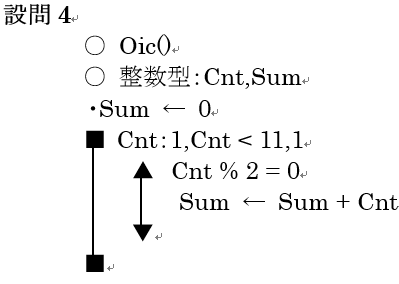 設問 4
○ Oic()
○ 整数型:Cnt,Sum
・Sum ← 0
■ Cnt:1,Cnt < 11,1
▲ Cnt % 2 = 0
Sum ← Sum + Cnt
▼
■